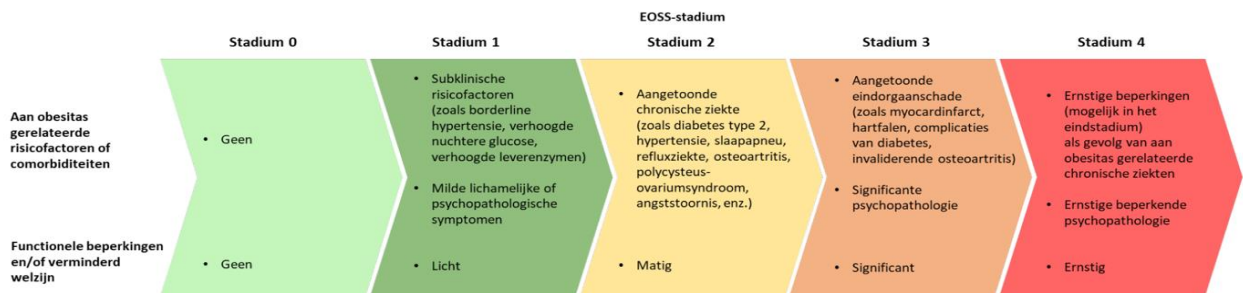 EOSS-stadium
Stadium 0
Stadium 1
Stadium 2
Stadium 3
Stadium 4
Aan obesitas
gerelateerde
risicofactoren of
comorbiditeiten
• Geen
• Subklinische
risicofactoren
(zoals borderline
hypertensie, verhoogde
nuchtere glucose,
verhoogde leverenzymen)
• Milde lichamelijke of
psychopathologische
symptomen
• Aangetoonde
chronische ziekte
(zoals diabetes type 2,
hypertensie, slaapapneu,
refluxziekte, osteoartritis,
polycysteus-
ovariumsyndroom,
angststoornis, enz.)
• Aangetoonde
eindorgaanschade
(zoals myocardinfarct,
hartfalen, complicaties
van diabetes,
invaliderende osteoartritis)
• Significante
psychopathologie
• Ernstige beperkingen
(mogelijk in het
eindstadium)
als gevolg van aan
obesitas gerelateerde
chronische ziekten
• Ernstige beperkende
psychopathologie
Functionele beperkingen
en/of verminderd
welzijn
• Geen
• Licht
• Matig
• Significant
• Ernstig